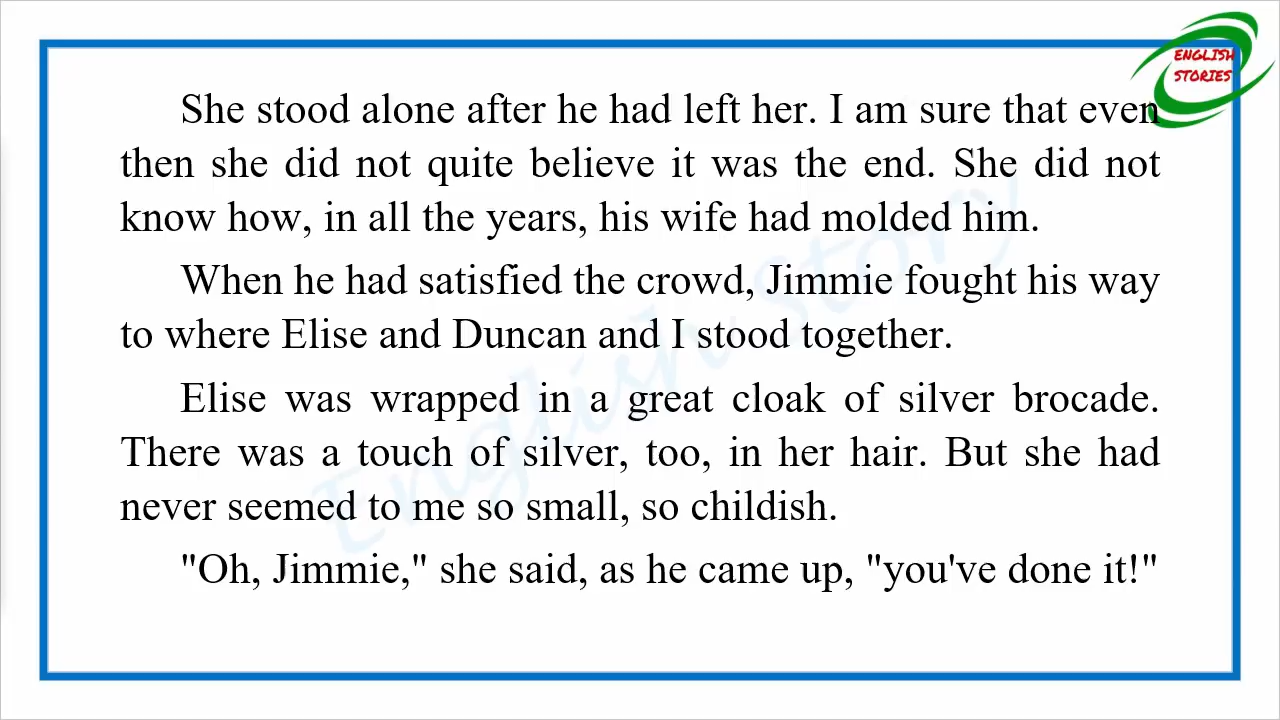 ENGLISH
STORIES
She stood alone after he had left her. I am sure that even
then she did not quite believe it was the end. She did not
know how, in all the years, his wife had molded him.
When he had satisfied the crowd, Jimmie fought his way
to where Elise and Duncan and I stood together.
Elise was wrapped in a great cloak of silver brocade.
There was a touch of silver, too, in her hair. But she had
never seemed to me so small, so childish.
"Oh, Jimmie," she said, as he came up, "you've done it!"
English Story